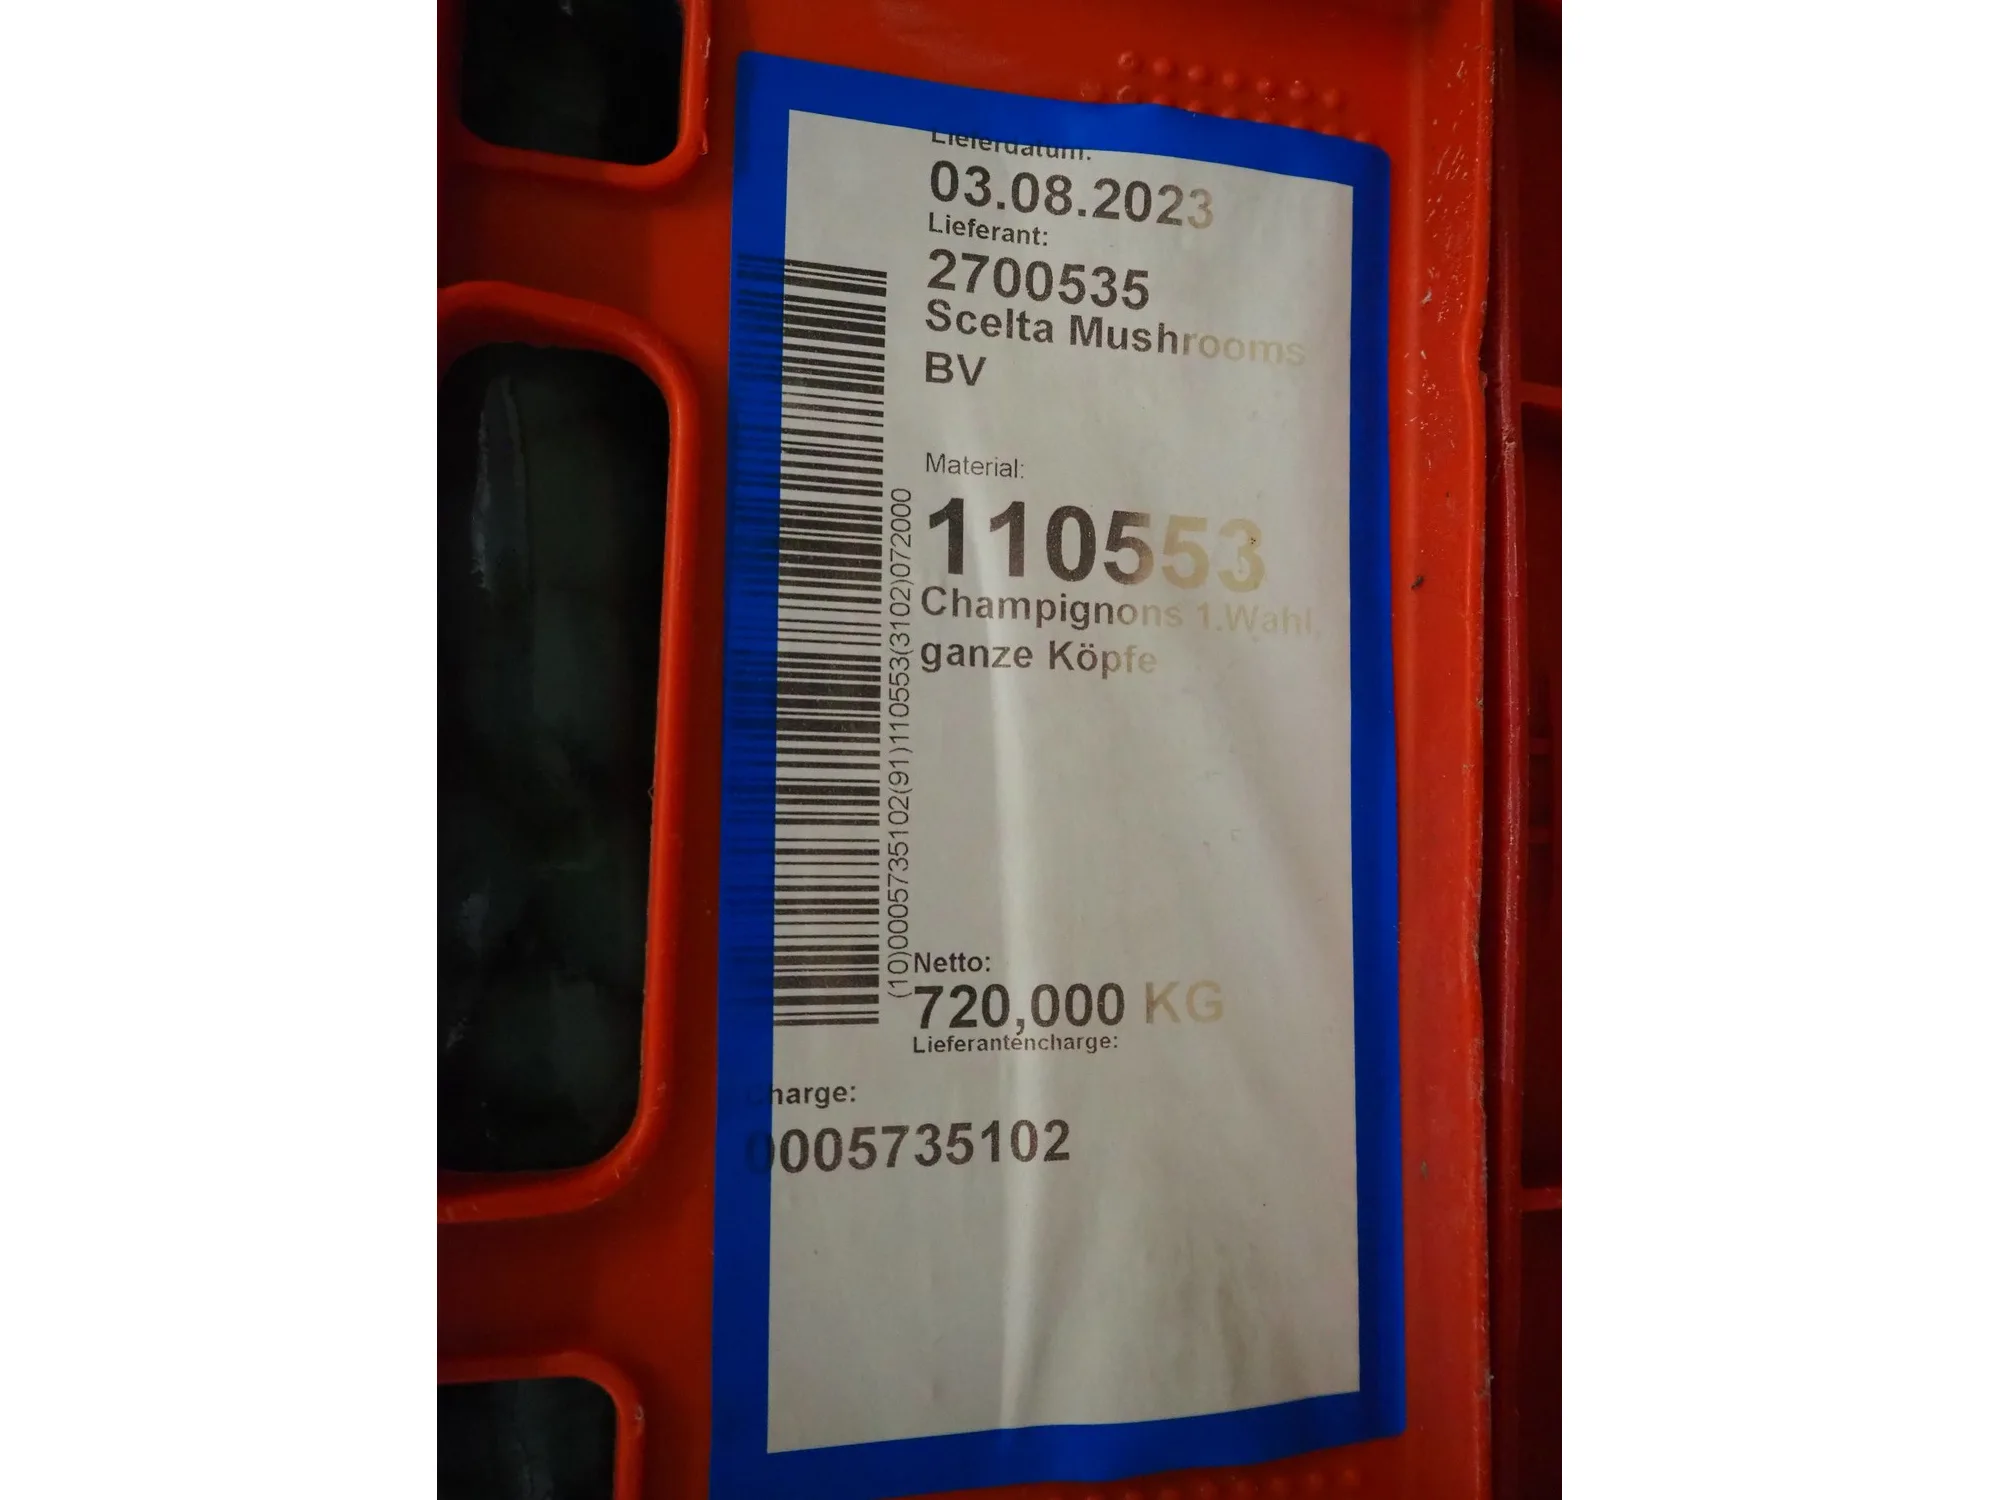 Lieferdatum:
03.08.2023
Lieferant:
2700535
Scelta Mushrooms
BV
Material:
110553
Champignons 1.Wahl,
ganze Köpfe
(10)0005735102(91)110553(3102)072000
Netto:
720,000 KG
Lieferantencharge:
Charge:
0005735102